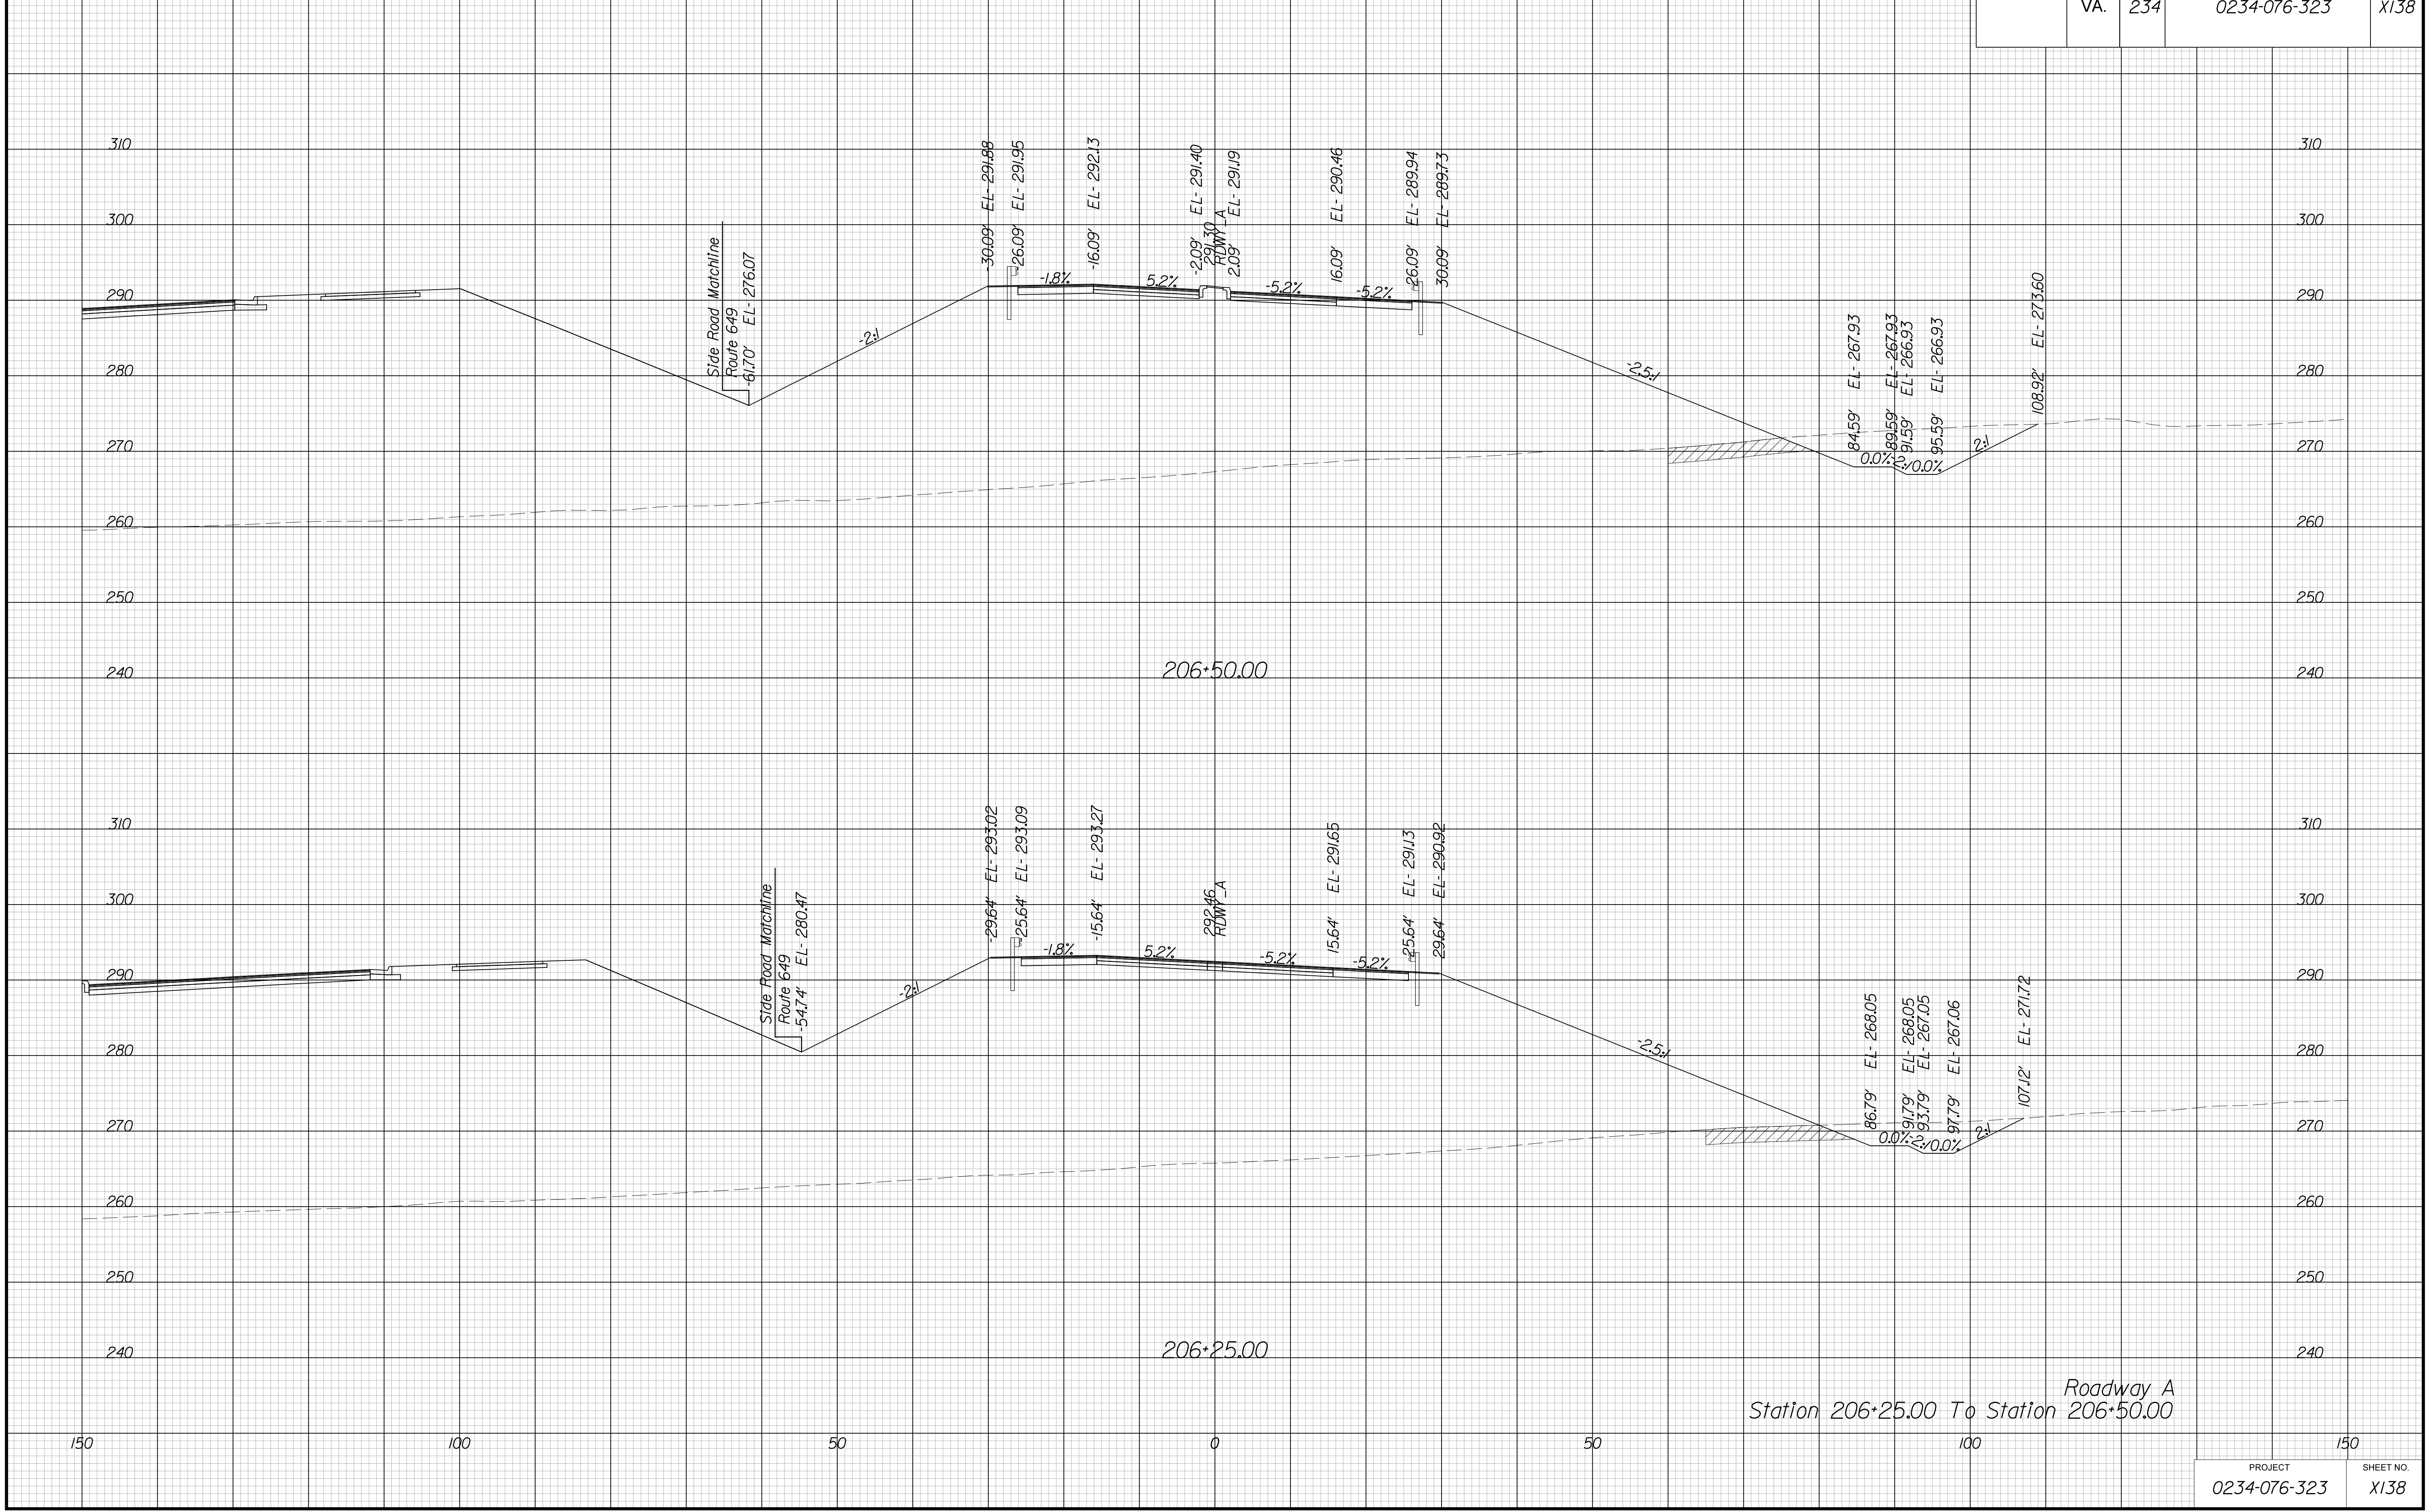 VA. 234 0234-076-323 X138
310 310
300 300
290 290
280 280
270 270
260 260
250 250
240 240
Side Road Matchline
Route 649
-61.70' EL- 276.07
-2:1
-30.09' EL- 291.88
-26.09' EL- 291.95
-1.8%
-16.09' EL- 292.13
5.2%
-2.09' EL- 291.40
291.30
RDWY_A
2.09' EL- 291.19
-5.2%
16.09' EL- 290.46
-5.2%
26.09' EL- 289.94
30.09' EL- 289.73
-2.5:1
84.59' EL- 267.93
0.0%
89.59' EL- 267.93
-2:1
91.59' EL- 266.93
0.0%
95.59' EL- 266.93
2:1
108.92' EL- 273.60
206+50.00
310 310
300 300
290 290
280 280
270 270
260 260
250 250
240 240
Side Road Matchline
Route 649
-54.74' EL- 280.47
-2:1
-29.64' EL- 293.02
-25.64' EL- 293.09
-1.8%
-15.64' EL- 293.27
5.2%
292.46
RDWY_A
-5.2%
15.64' EL- 291.65
-5.2%
25.64' EL- 291.13
29.64' EL- 290.92
-2.5:1
86.79' EL- 268.05
0.0%
91.79' EL- 268.05
-2:1
93.79' EL- 267.05
0.0%
97.79' EL- 267.06
2:1
107.12' EL- 271.72
206+25.00
Roadway A
Station 206+25.00 To Station 206+50.00
150 100 50 0 50 100 150
PROJECT SHEET NO.
0234-076-323 X138